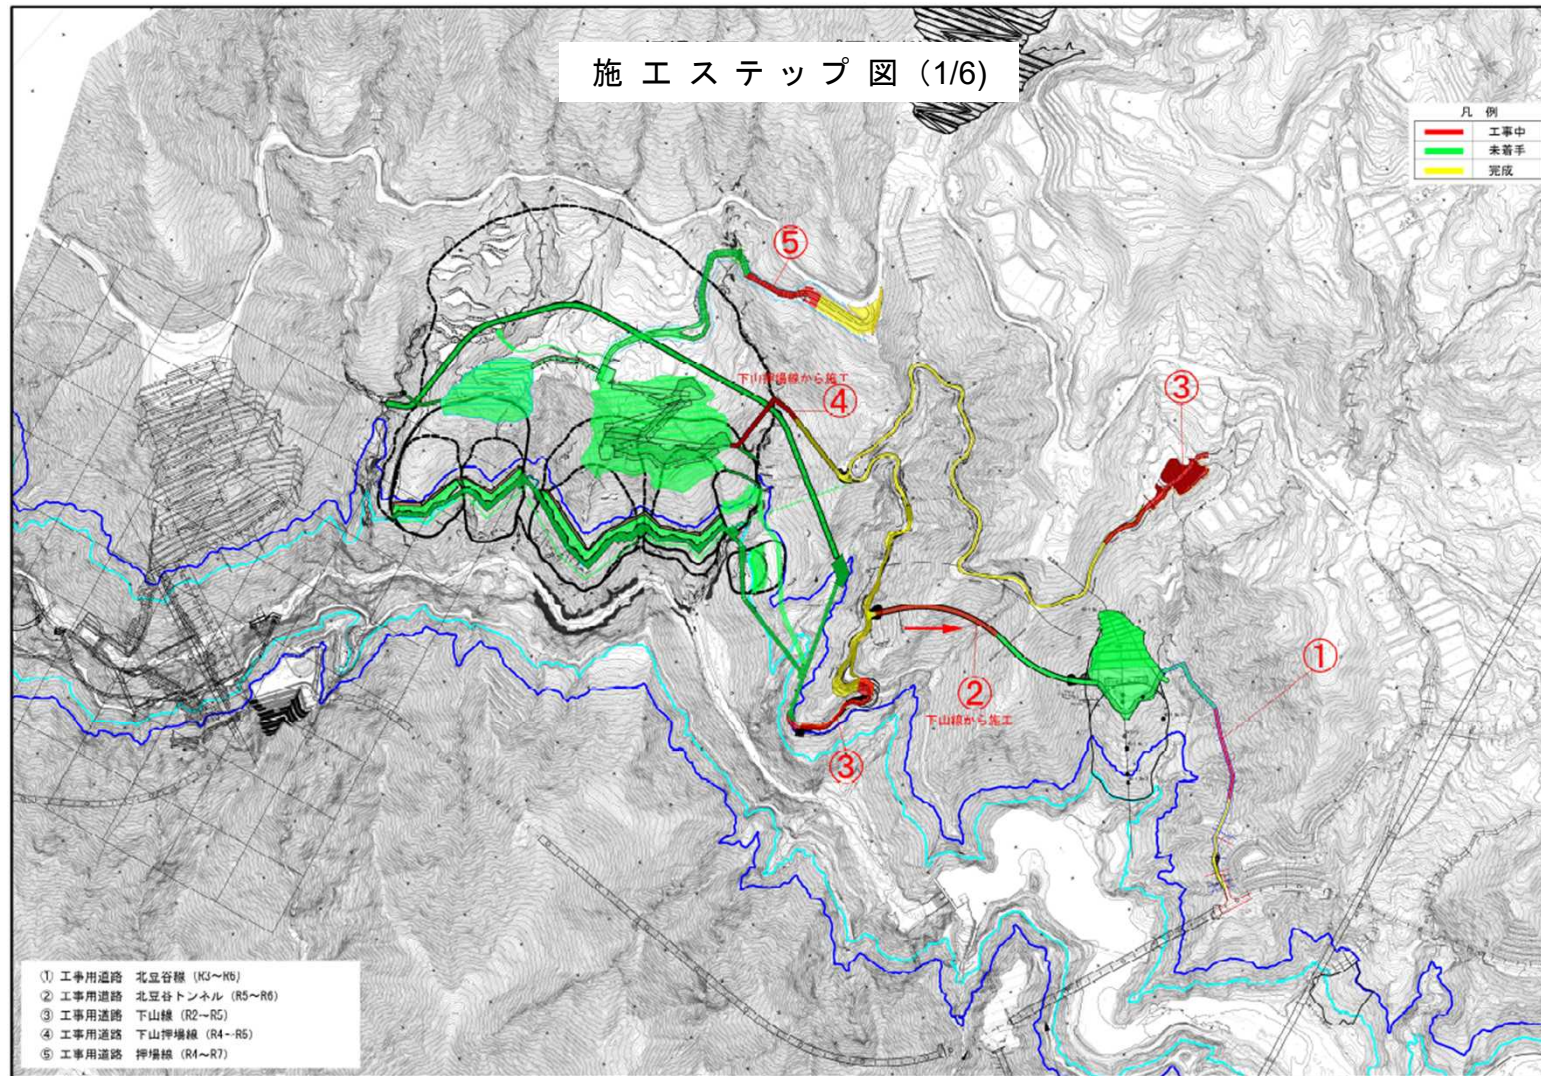 施工ステップ図 (1/6)
凡例
工事中
未着手
完成
⑤
下山押場線から施工
④
③
①
②
下山線から施工
③
① 工事用道路 北豆谷線 (R3～R6)
② 工事用道路 北豆谷トンネル (R5～R6)
③ 工事用道路 下山線 (R2～R5)
④ 工事用道路 下山押場線 (R4～R5)
⑤ 工事用道路 押場線 (R4～R7)